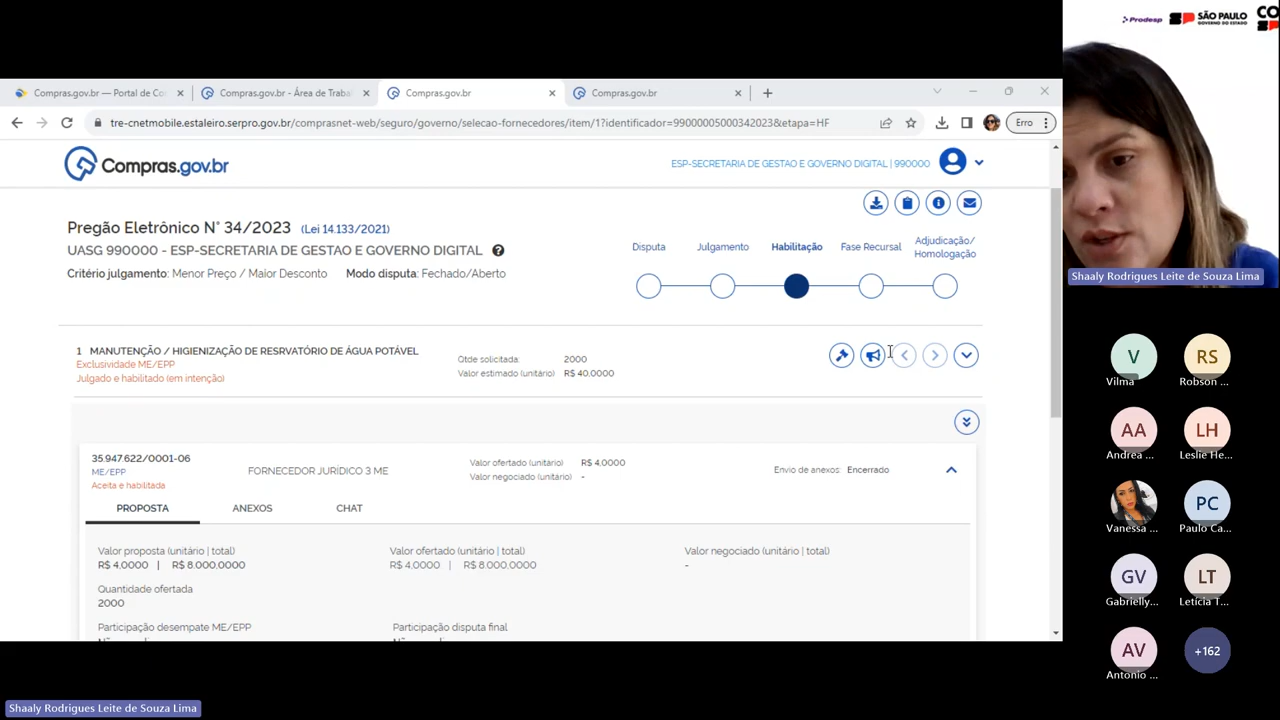 Prodesp
SÃO PAULO
GOVERNO DO ESTADO
CO
Compras.gov.br — Portal de Co
Compras.gov.br - Área de Traba
Compras.gov.br
Compras.gov.br
tre-cnetmobile.estaleiro.serpro.gov.br/comprasnet-web/seguro/governo/selecao-fornecedores/item/1?identificador=99000005000342023&etapa=HF
Erro
Compras.gov.br
ESP-SECRETARIA DE GESTAO E GOVERNO DIGITAL | 990000
Pregão Eletrônico N° 34/2023 (Lei 14.133/2021)
UASG 990000 - ESP-SECRETARIA DE GESTAO E GOVERNO DIGITAL
Critério julgamento: Menor Preço / Maior Desconto Modo disputa: Fechado/Aberto
Disputa
Julgamento
Habilitação
Fase Recursal
Adjudicação/
Homologação
1 MANUTENÇÃO / HIGIENIZAÇÃO DE RESRVATÓRIO DE ÁGUA POTÁVEL
Exclusividade ME/EPP
Julgado e habilitado (em intenção)
Qtde solicitada: 2000
Valor estimado (unitário) R$ 40,0000
35.947.622/0001-06
ME/EPP
Aceita e habilitada
FORNECEDOR JURÍDICO 3 ME
Valor ofertado (unitário) R$ 4,0000
Valor negociado (unitário) -
Envio de anexos: Encerrado
PROPOSTA
ANEXOS
CHAT
Valor proposta (unitário | total)
R$ 4,0000 | R$ 8.000,0000
Valor ofertado (unitário | total)
R$ 4,0000 | R$ 8.000,0000
Valor negociado (unitário | total)
-
Quantidade ofertada
2000
Participação desempate ME/EPP
Participação disputa final
Shaaly Rodrigues Leite de Souza Lima
V
Vilma
RS
Robson ...
AA
Andrea ...
LH
Leslie He...
Vanessa ...
PC
Paulo Ca...
GV
Gabrielly...
LT
Letícia T...
AV
Antonio ...
+162
Shaaly Rodrigues Leite de Souza Lima